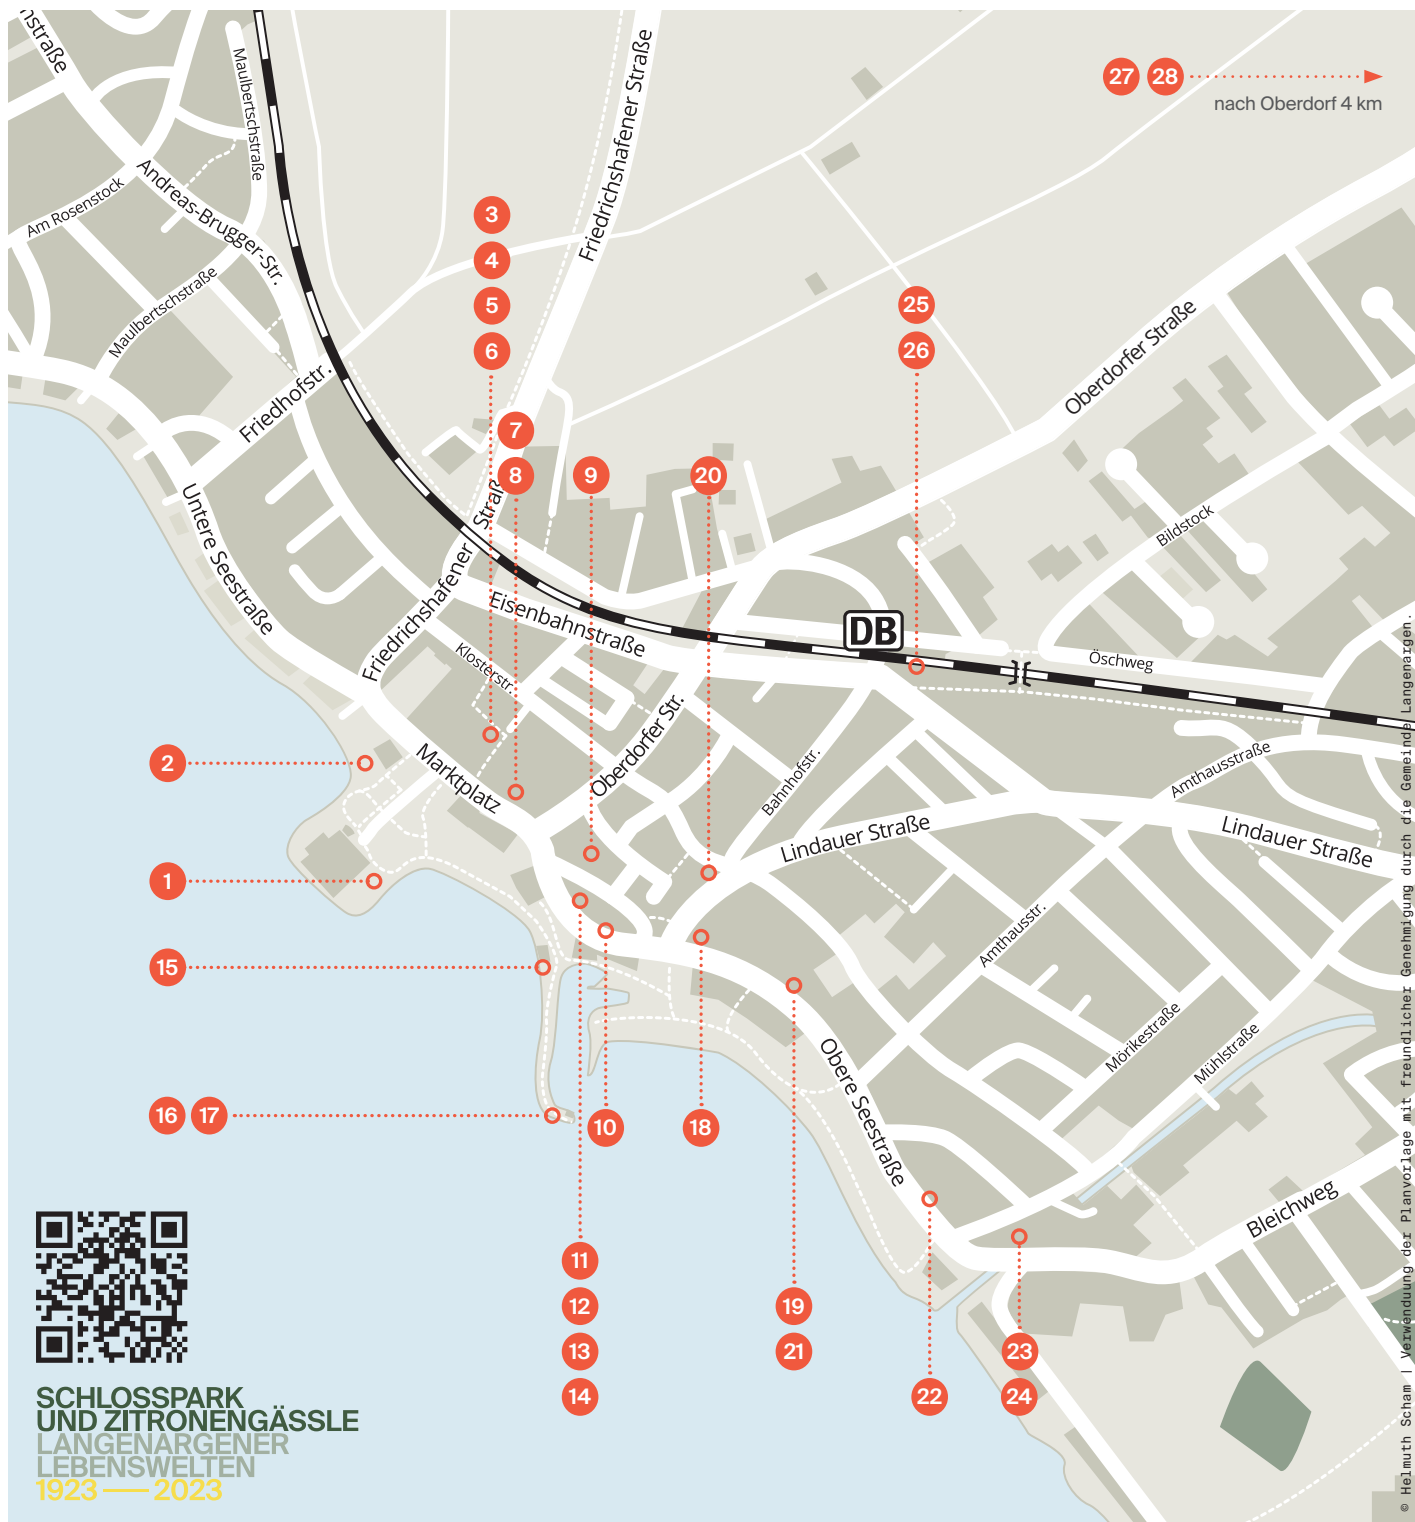 nstraße
Maulbertschstraße
Friedrichshafener Straße
27 28
nach Oberdorf 4 km
Andreas-Brugger-Str.
Am Rosenstock
3
4
5
6
Maulbertschstraße
25
26
Oberdorfer Straße
Friedhofstr.
7
8
9
20
Untere Seestraße
Friedrichshafener Straß
Bildstock
Eisenbahnstraße
DB
Klosterstr.
Öschweg
Oberdorfer Str.
2
Marktplatz
Bahnhofstr.
Amthausstraße
Lindauer Straße
Lindauer Straße
1
Amthausstr.
15
Mörikestraße
Mühlstraße
Obere Seestraße
16 17
10
18
Bleichweg
11
12
13
14
19
21
22
23
24
SCHLOSSPARK
UND ZITRONENGÄSSLE
LANGENARGENER
LEBENSWELTEN
1923 — 2023
© Helmuth Scham | Verwenduung der Planvorlage mit freundlicher Genehmigung durch die Gemeinde Langenargen.